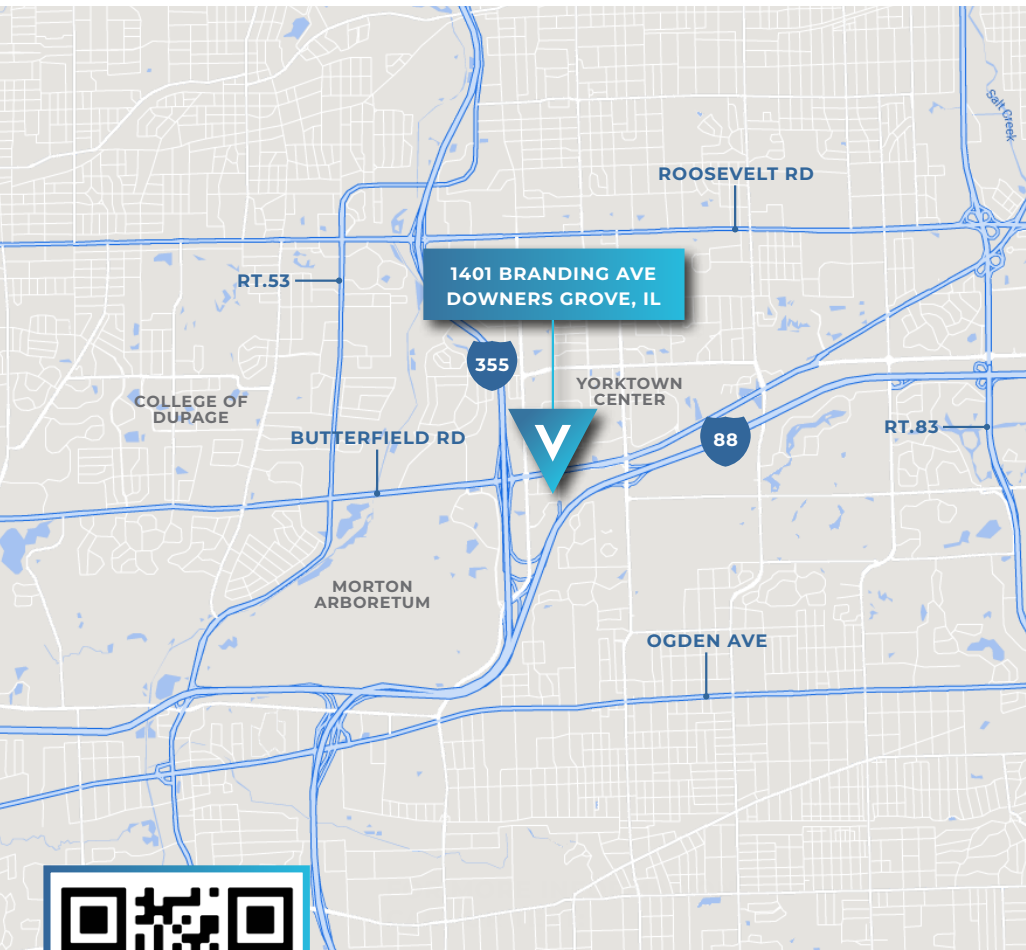 Salt Creek
ROOSEVELT RD
1401 BRANDING AVE
DOWNERS GROVE, IL
RT.53
355
YORKTOWN
CENTER
COLLEGE OF
DUPAGE
BUTTERFIELD RD
V
88
RT.83
MORTON
ARBORETUM
OGDEN AVE